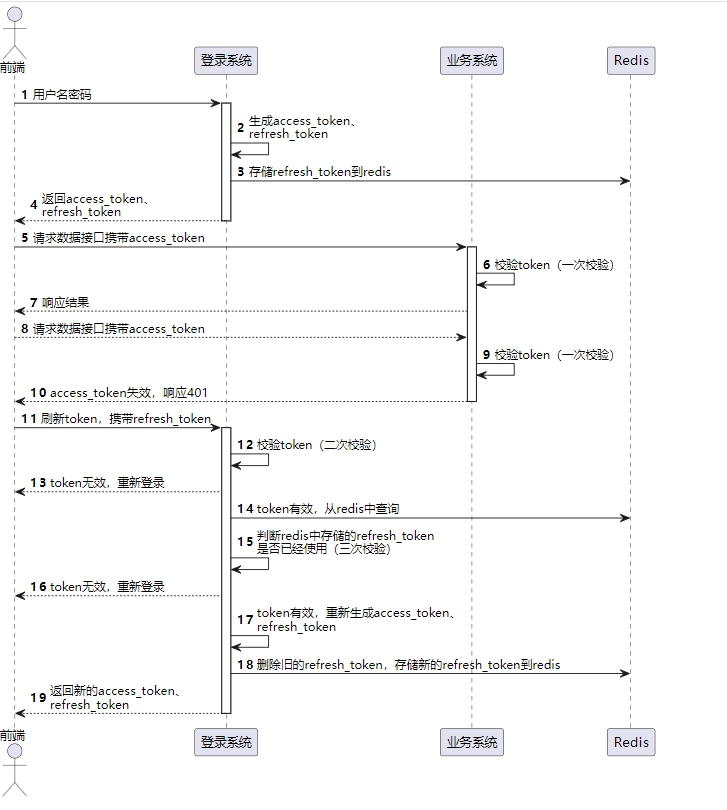 前端
登录系统
业务系统
Redis
1 用户名密码
2 生成access_token、
refresh_token
3 存储refresh_token到redis
4 返回access_token、
refresh_token
5 请求数据接口携带access_token
6 校验token（一次校验）
7 响应结果
8 请求数据接口携带access_token
9 校验token（一次校验）
10 access_token失效，响应401
11 刷新token，携带refresh_token
12 校验token（二次校验）
13 token无效，重新登录
14 token有效，从redis中查询
15 判断redis中存储的refresh_token
是否已经使用（三次校验）
16 token无效，重新登录
17 token有效，重新生成access_token、
refresh_token
18 删除旧的refresh_token，存储新的refresh_token到redis
19 返回新的access_token、
refresh_token
前端
登录系统
业务系统
Redis